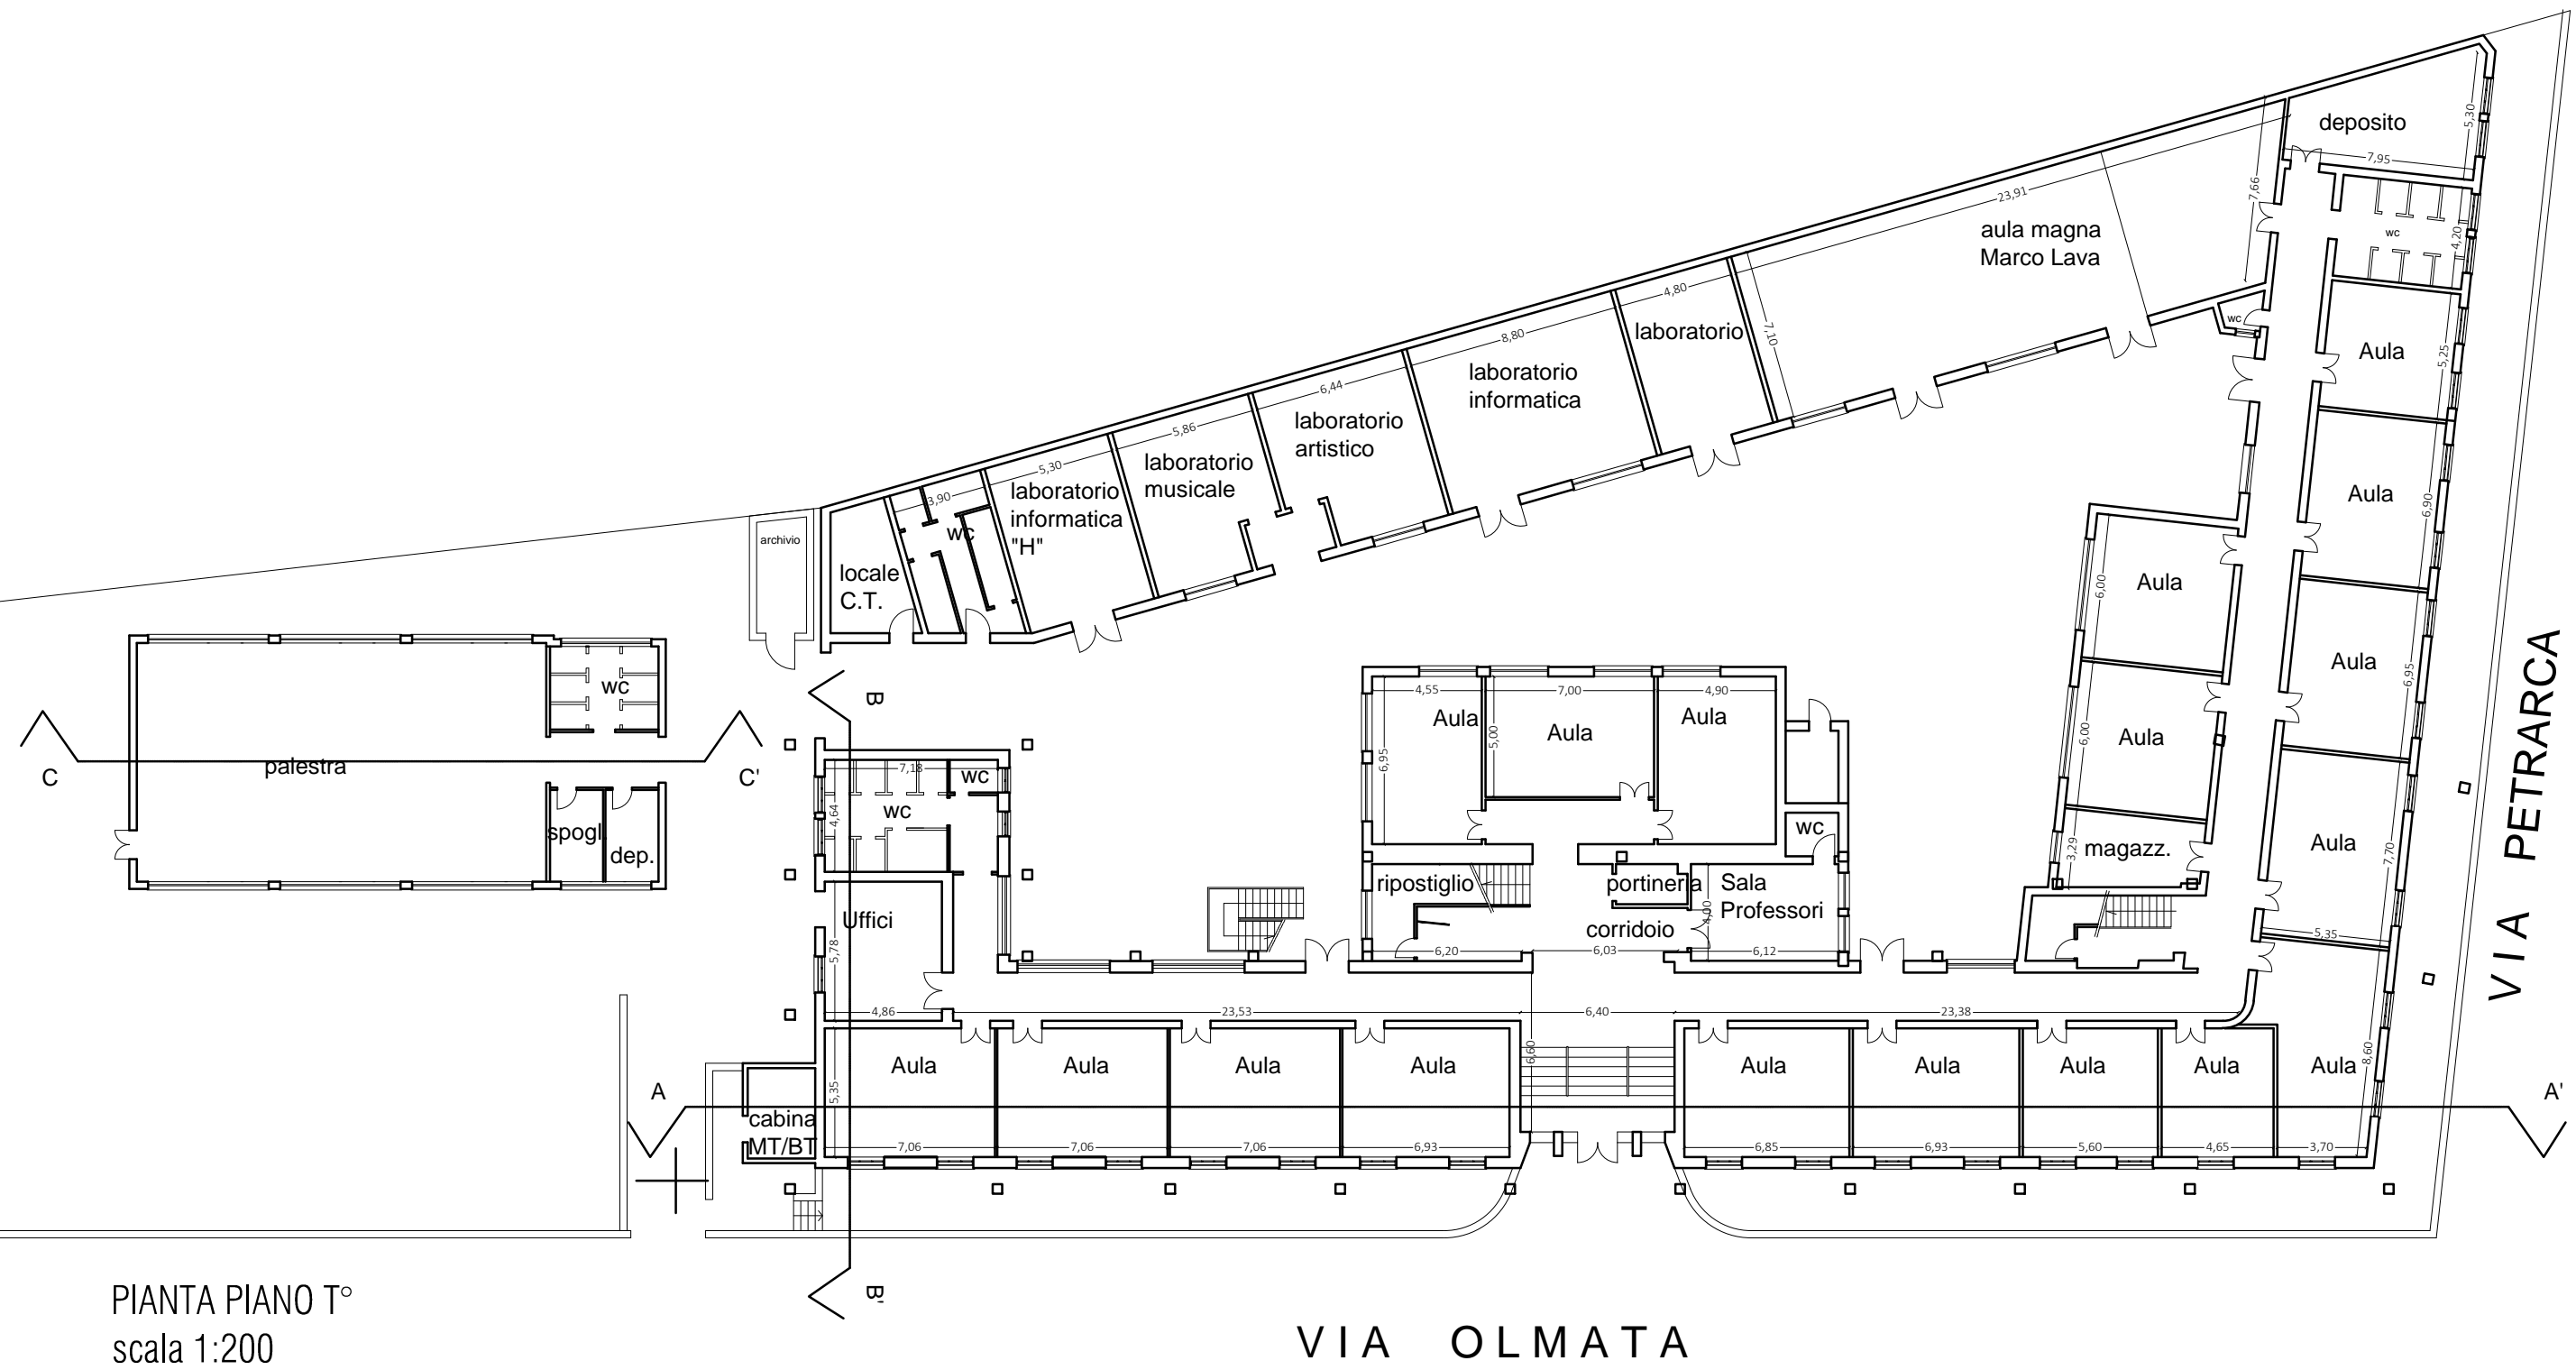 deposito
5,30
7,95
23,91
7,66
aula magna
Marco Lava
wc
4,20
4,80
laboratorio
7,10
wc
8,80
laboratorio
informatica
Aula
5,25
6,44
laboratorio
artistico
5,86
laboratorio
musicale
5,30
laboratorio
informatica
"H"
3,90
wc
Aula
6,90
archivio
locale
C.T.
Aula
6,00
Aula
6,95
VIA PETRARCA
wc
palestra
C
C'
B
spogl.
dep.
4,55
7,00
4,90
Aula
Aula
Aula
5,00
6,95
Aula
6,00
7,18
wc
wc
4,64
wc
magazz.
3,29
Aula
7,70
5,35
Uffici
5,78
ripostiglio
portineria
Sala
Professori
4,00
corridoio
6,20
6,03
6,12
4,86
23,53
6,40
23,38
6,60
A
A'
cabina
MT/BT
5,35
Aula
Aula
Aula
Aula
Aula
Aula
Aula
Aula
Aula
8,60
7,06
7,06
7,06
6,93
6,85
6,93
5,60
4,65
3,70
B'
PIANTA PIANO T°
scala 1:200
VIA OLMATA